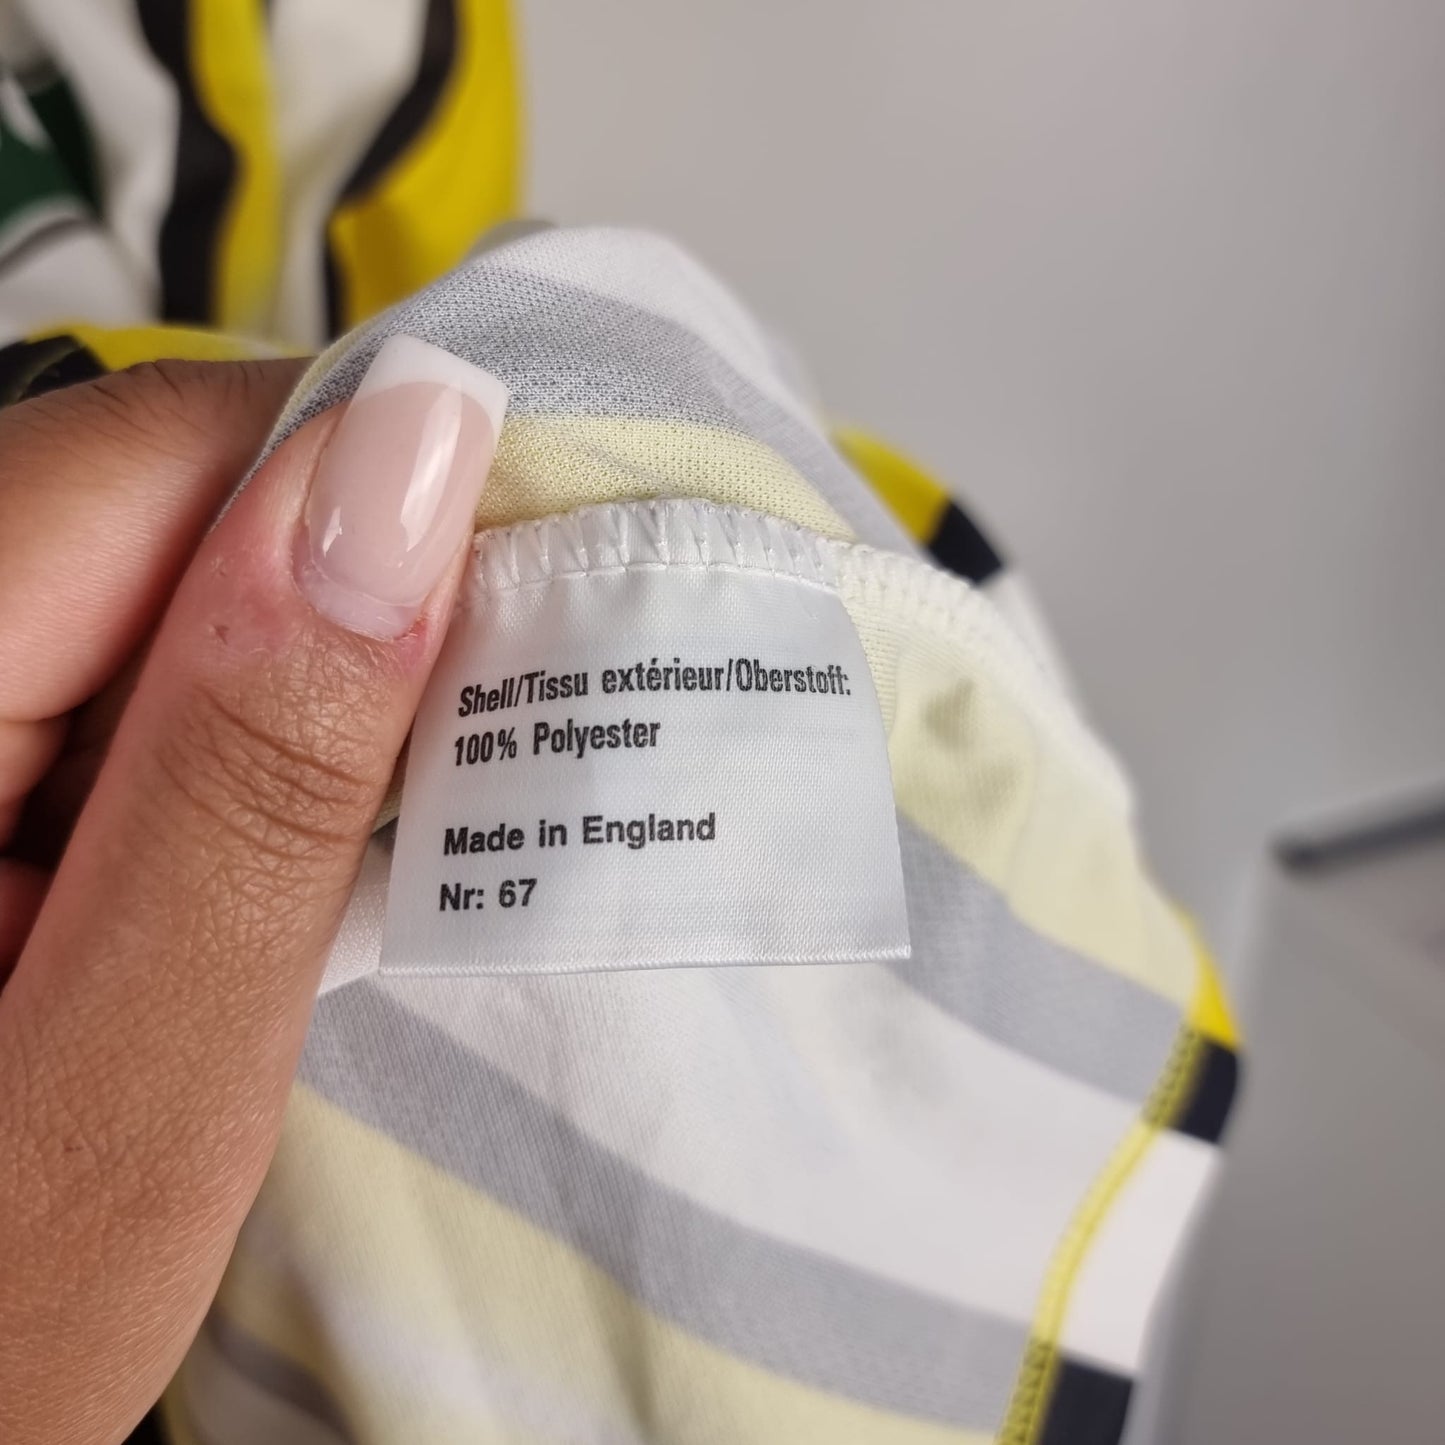 Shell/Tissu extérieur/Oberstoff:
100% Polyester
Made in England
Nr: 67